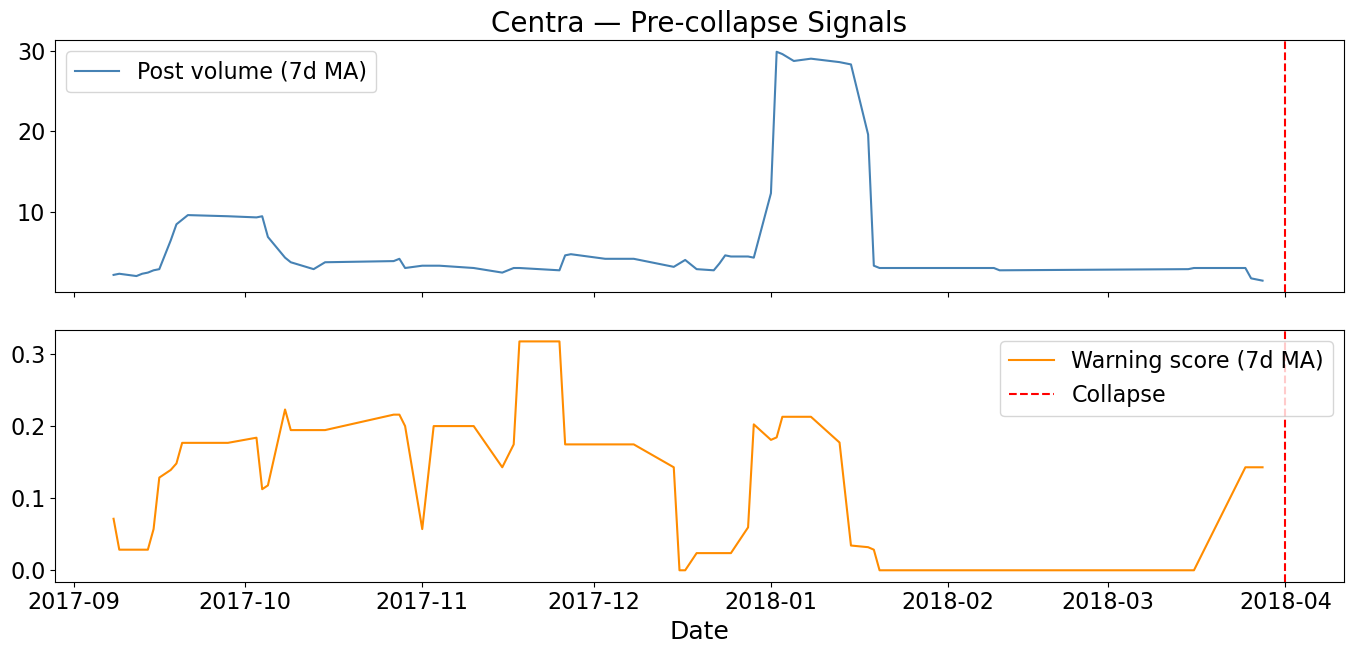 Centra — Pre-collapse Signals
30
20
10
Post volume (7d MA)
0.3
0.2
0.1
0.0
Warning score (7d MA)
Collapse
2017-09 2017-10 2017-11 2017-12 2018-01 2018-02 2018-03 2018-04
Date